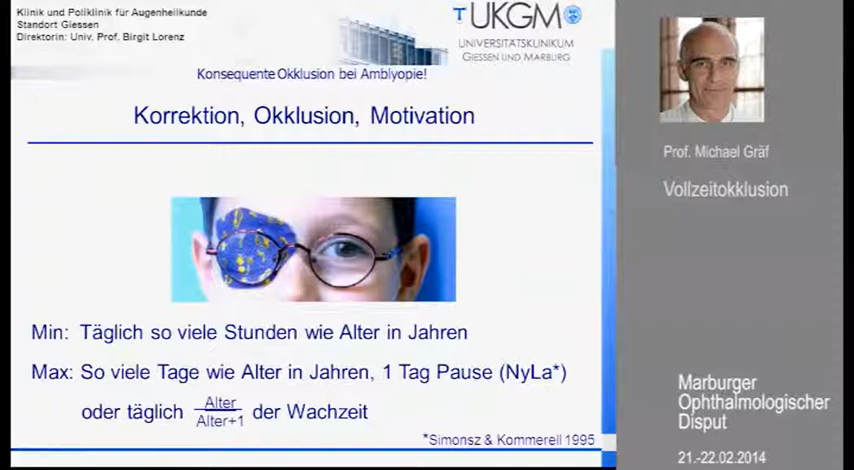 Klinik und Poliklinik für Augenheilkunde
Standort Giessen
Direktorin: Univ. Prof. Birgit Lorenz
UKGM
UNIVERSITÄTSKLINIKUM
GIESSEN UND MARBURG
Konsequente Okklusion bei Amblyopie!
Korrektion, Okklusion, Motivation
Min: Täglich so viele Stunden wie Alter in Jahren
Max: So viele Tage wie Alter in Jahren, 1 Tag Pause (NyLa*)
oder täglich Alter/Alter+1 der Wachzeit
*Simonsz & Kommerell 1995
Prof. Michael Gräf
Vollzeitokklusion
Marburger
Ophthalmologischer
Disput
21.-22.02.2014